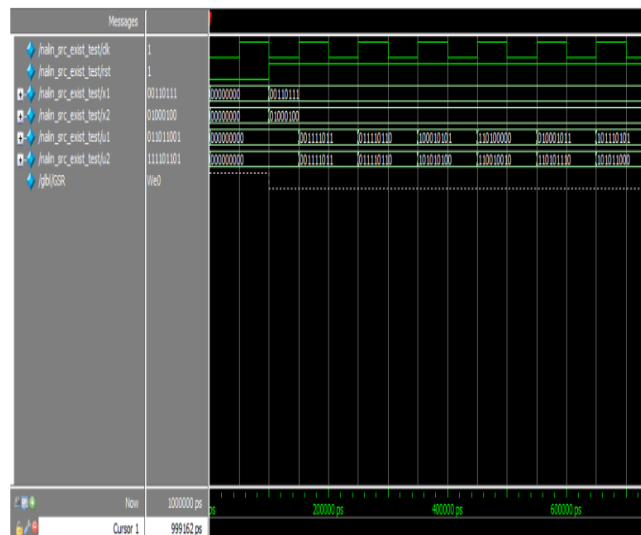 Messages
/nalin_src_exist_test/clk 1
/nalin_src_exist_test/rst 1
/nalin_src_exist_test/x1 00110111 00000000 00110111
/nalin_src_exist_test/x2 01000100 00000000 01000100
/nalin_src_exist_test/u1 011011001 000000000 001111011 011110110 100010101 110100000 010001011 101110101
/nalin_src_exist_test/u2 111101101 000000000 001111011 011110110 101010100 110010010 110101110 101011000
/glbl/GSR We0
Now 1000000 ps ps 200000 ps 400000 ps 600000 ps
Cursor 1 999162 ps